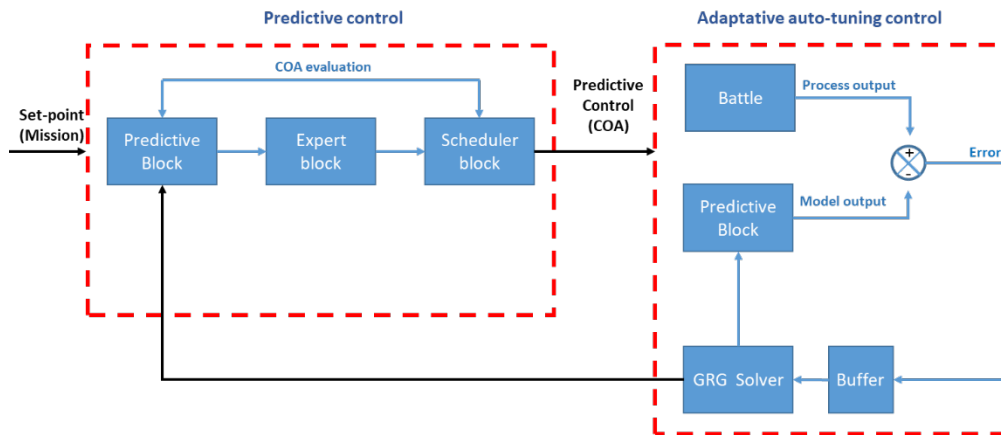 Predictive control
Adaptative auto-tuning control
COA evaluation
Set-point
(Mission)
Predictive
Block
Expert
block
Scheduler
block
Predictive
Control
(COA)
Battle
Process output
+
-
Error
Model output
Predictive
Block
GRG Solver
Buffer